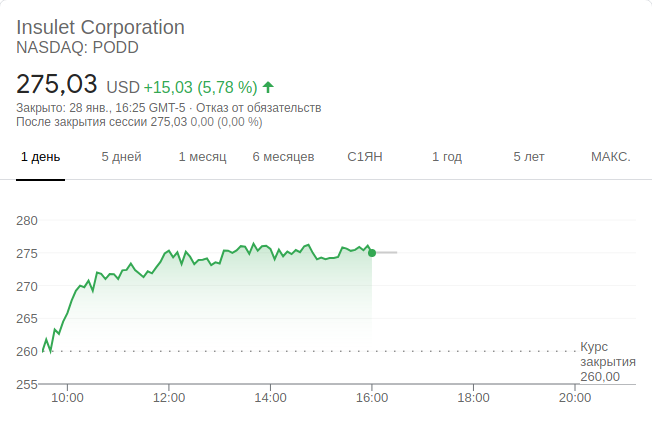 Insulet Corporation
NASDAQ: PODD
275,03 USD +15,03 (5,78 %)
Закрыто: 28 янв., 16:25 GMT-5 · Отказ от обязательств
После закрытия сессии 275,03 0,00 (0,00 %)
1 день 5 дней 1 месяц 6 месяцев С1ЯН 1 год 5 лет МАКС.
280
275
270
265
260
255
Курс
закрытия
260,00
10:00 12:00 14:00 16:00 18:00 20:00